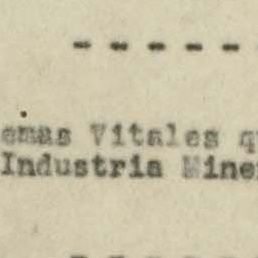 - - - - -
emas Vitales q
Industria Mine